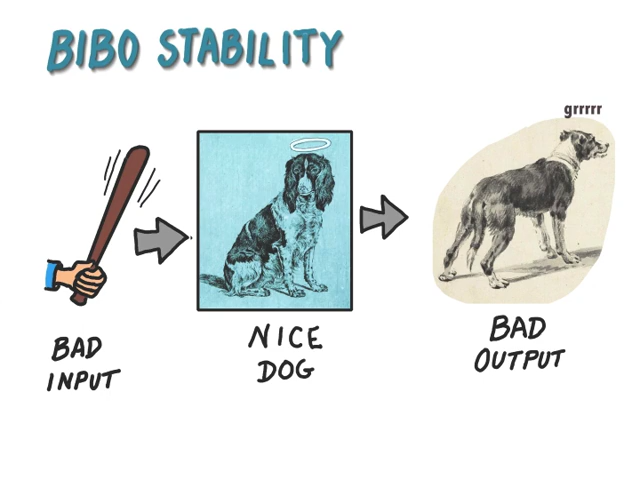 BIBO STABILITY
grrrrr
BAD
INPUT
NICE
DOG
BAD
OUTPUT